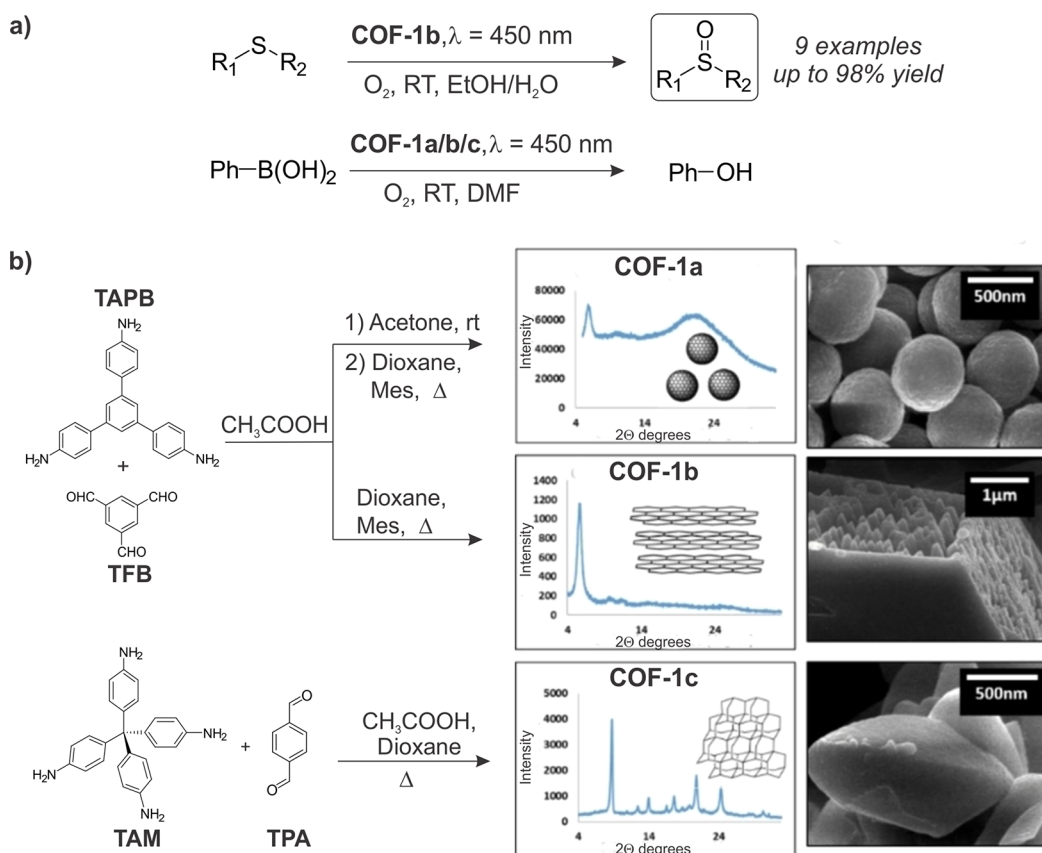 a)
R1 S R2
COF-1b,λ = 450 nm
O2, RT, EtOH/H2O
O
S
R1 R2
9 examples
up to 98% yield
Ph–B(OH)2
COF-1a/b/c,λ = 450 nm
O2, RT, DMF
Ph–OH
b)
TAPB
NH2
H2N
NH2
+
CHO
CHO
CHO
TFB
CH3COOH
1) Acetone, rt
2) Dioxane,
Mes, Δ
Dioxane,
Mes, Δ
COF-1a
Intensity
80000
60000
40000
20000
0
4 14 24
2Θ degrees
500nm
COF-1b
Intensity
1400
1200
1000
800
600
400
200
0
4 14 24
2Θ degrees
1µm
NH2
NH2
H2N
NH2
TAM
+
O
O
TPA
CH3COOH,
Dioxane
Δ
COF-1c
Intensity
5000
4000
3000
2000
1000
0
4 14 24
2Θ degrees
500nm